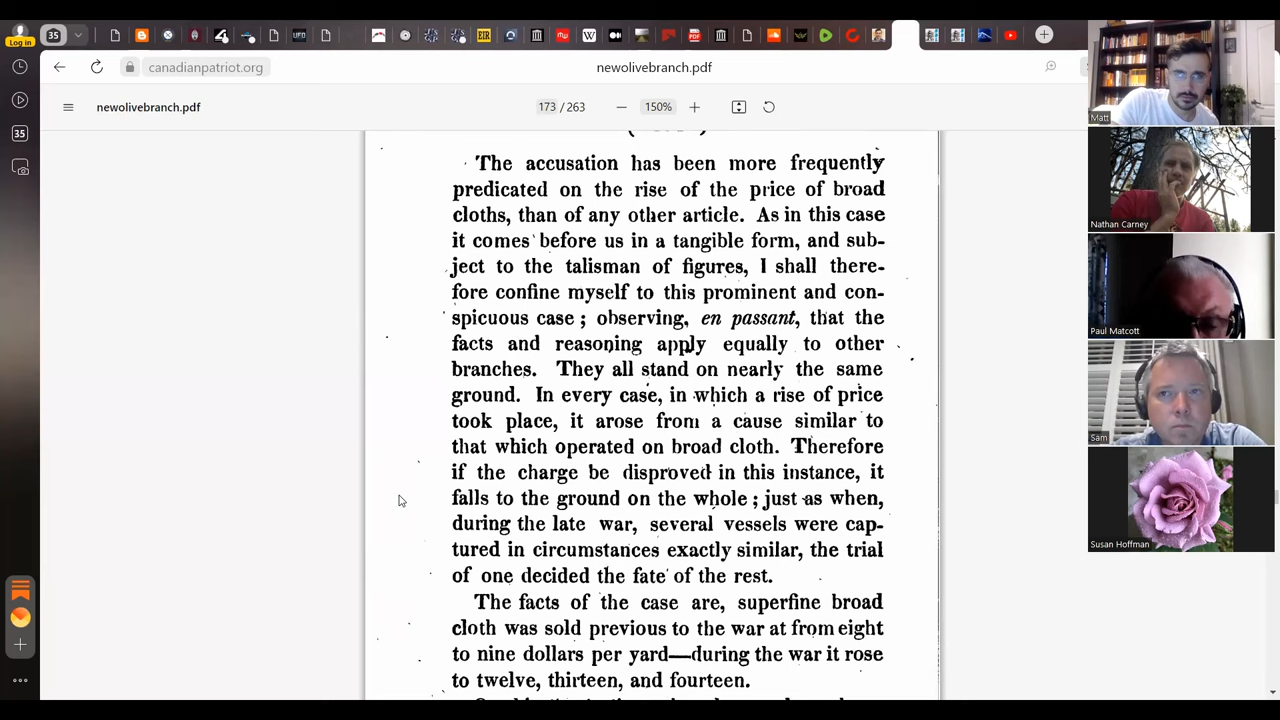 35
EIR
W
Log in
canadianpatriot.org
newolivebranch.pdf
newolivebranch.pdf
173 / 263
150%
35
The accusation has been more frequently
predicated on the rise of the price of broad
cloths, than of any other article. As in this case
it comes before us in a tangible form, and sub-
ject to the talisman of figures, I shall there-
fore confine myself to this prominent and con-
spicuous case ; observing, en passant, that the
facts and reasoning apply equally to other
branches. They all stand on nearly the same
ground. In every case, in which a rise of price
took place, it arose from a cause similar to
that which operated on broad cloth. Therefore
if the charge be disproved in this instance, it
falls to the ground on the whole ; just as when,
during the late war, several vessels were cap-
tured in circumstances exactly similar, the trial
of one decided the fate of the rest.
The facts of the case are, superfine broad
cloth was sold previous to the war at from eight
to nine dollars per yard—during the war it rose
to twelve, thirteen, and fourteen.
Matt
Nathan Carney
Paul Matcott
Sam
Susan Hoffman